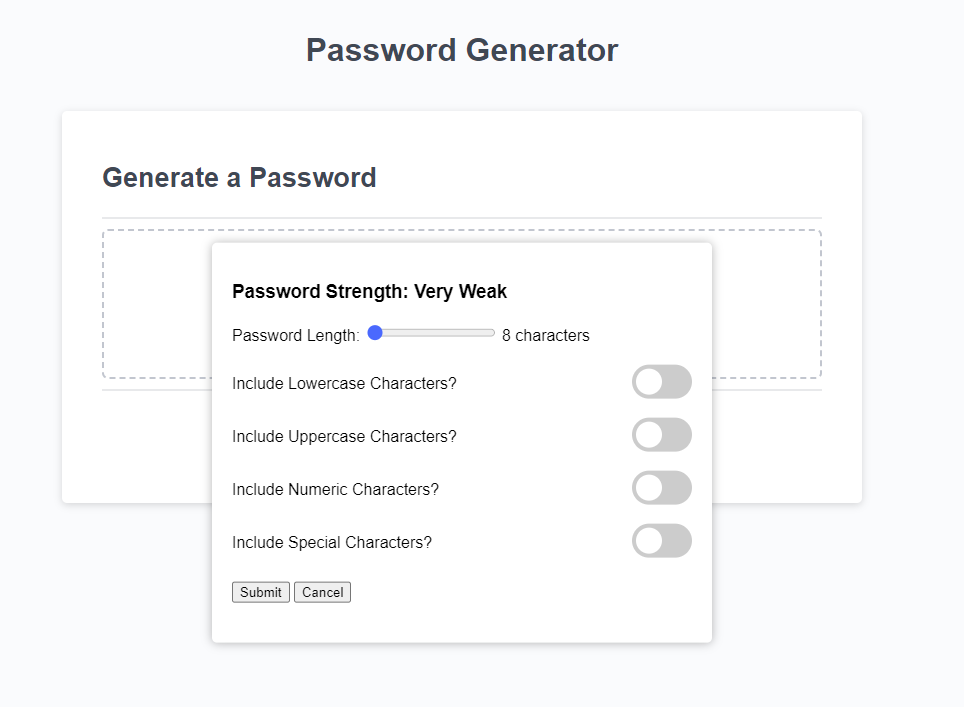 Password Generator
Generate a Password
Password Strength: Very Weak
Password Length: 8 characters
Include Lowercase Characters?
Include Uppercase Characters?
Include Numeric Characters?
Include Special Characters?
Submit Cancel